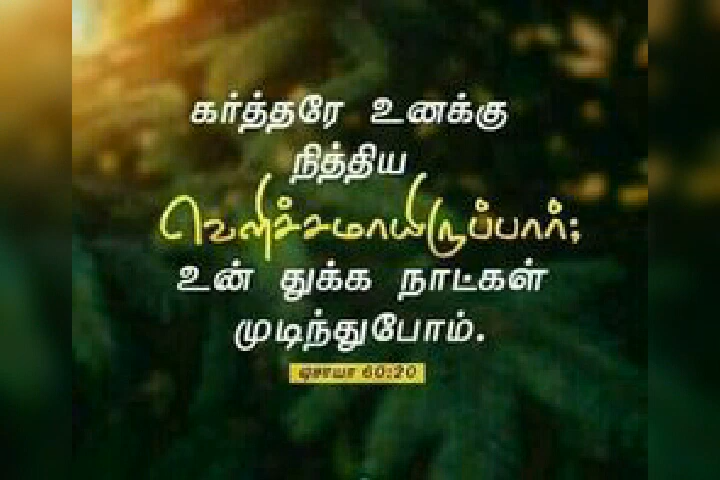 கர்த்தரே உனக்கு
நித்திய
வெளிச்சமாயிருப்பார்;
உன் துக்க நாட்கள்
முடிந்துபோம்.
ஏசாயா 60:20